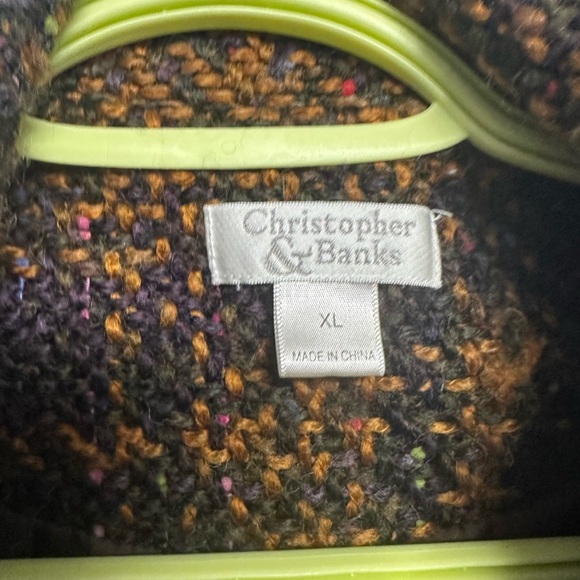 Christopher
& Banks
XL
MADE IN CHINA